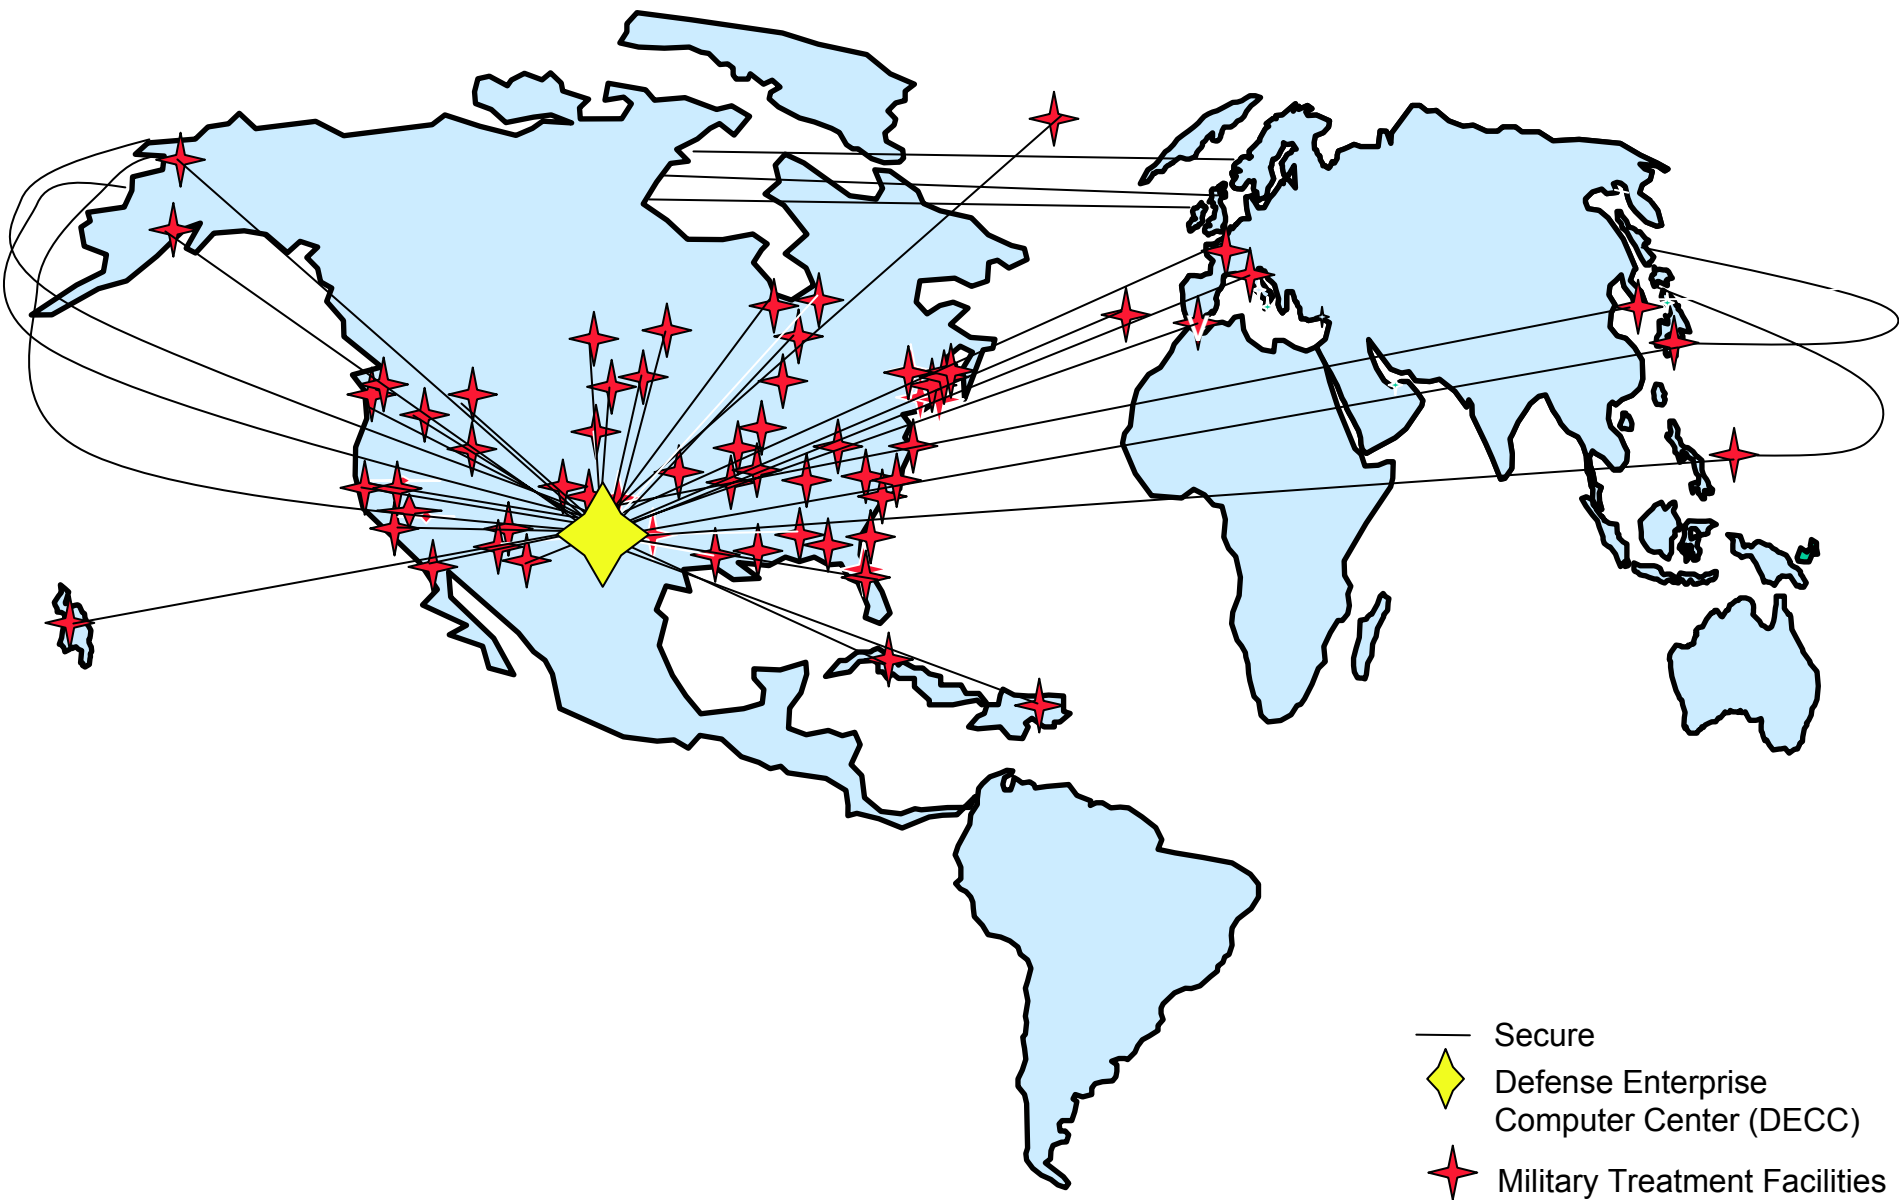 Secure
Defense Enterprise
Computer Center (DECC)
Military Treatment Facilities